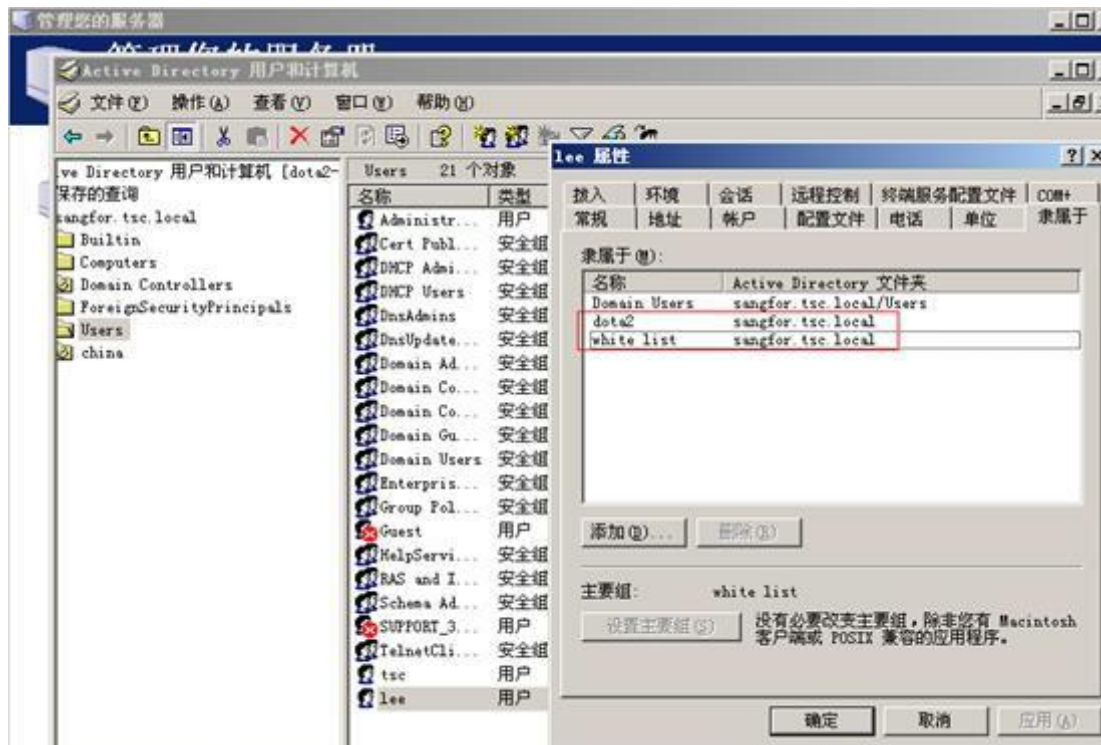 管理您的服务器
Active Directory 用户和计算机
文件(F) 操作(A) 查看(V) 窗口(W) 帮助(H)
ve Directory 用户和计算机 [dota2-
保存的查询
sangfor.tsc.local
Builtin
Computers
Domain Controllers
ForeignSecurityPrincipals
Users
china
Users 21 个对象
名称 类型
Administr... 用户
Cert Publ... 安全组
DHCP Admi... 安全组
DHCP Users 安全组
DnsAdmins 安全组
DnsUpdate... 安全组
Domain Ad... 安全组
Domain Co... 安全组
Domain Co... 安全组
Domain Gu... 安全组
Domain Users 安全组
Enterpris... 安全组
Group Pol... 安全组
Guest 用户
HelpServi... 安全组
RAS and I... 安全组
Schema Ad... 安全组
SUPPORT_3... 用户
TelnetCli... 安全组
tsc 用户
lee 用户
lee 属性
拨入 环境 会话 远程控制 终端服务配置文件 COM+
常规 地址 帐户 配置文件 电话 单位 隶属于
隶属于(M):
名称 Active Directory 文件夹
Domain Users sangfor.tsc.local/Users
dota2 sangfor.tsc.local
white list sangfor.tsc.local
添加(D)... 删除(R)
主要组: white list
设置主要组(S)
没有必要改变主要组，除非您有 Macintosh
客户端或 POSIX 兼容的应用程序。
确定 取消 应用(A)